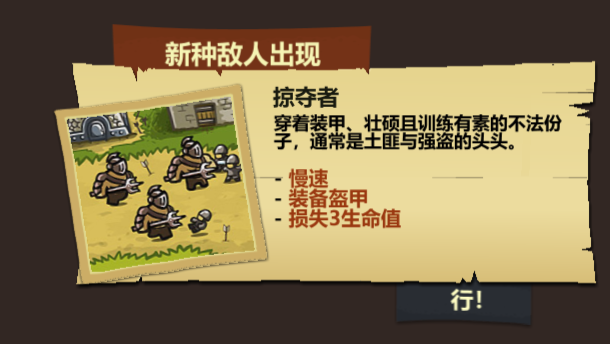 新种敌人出现
掠夺者
穿着装甲、壮硕且训练有素的不法份
子，通常是土匪与强盗的头头。
- 慢速
- 装备盔甲
- 损失3生命值
行!